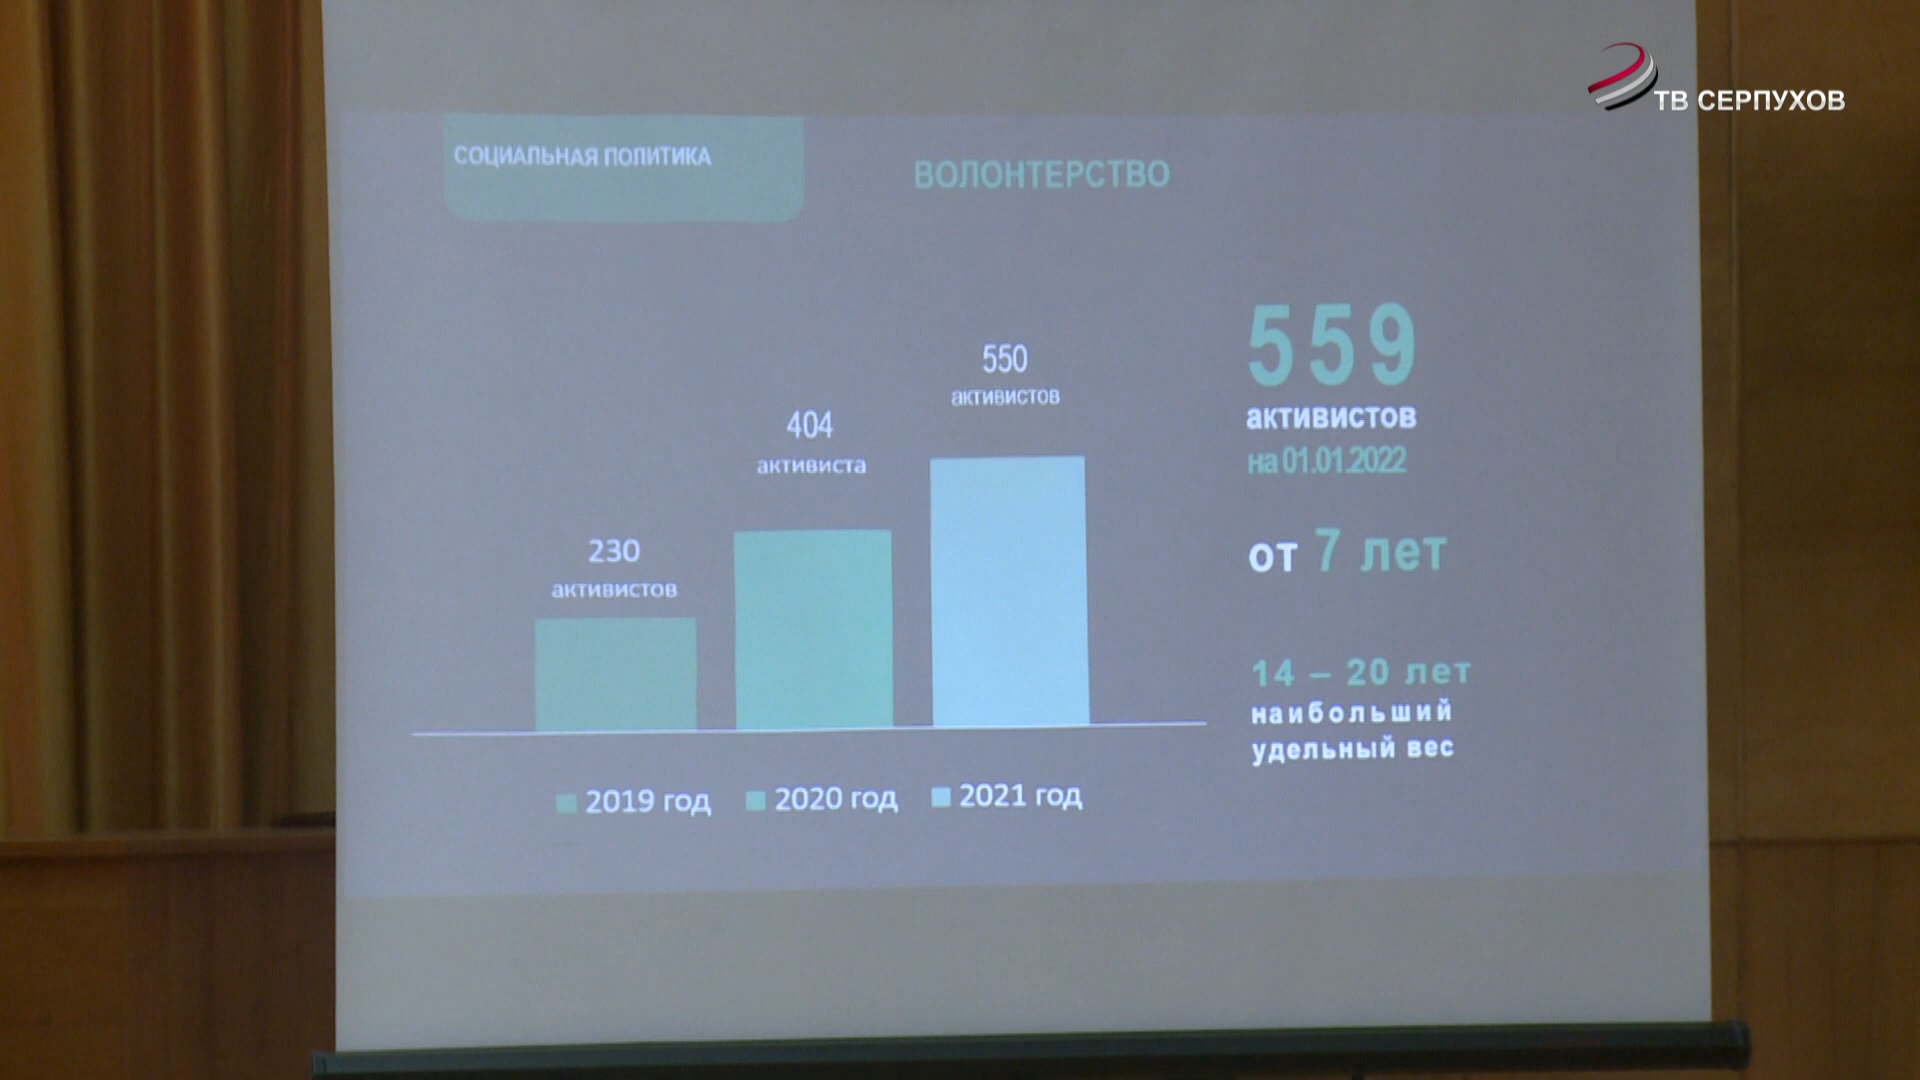 ТВ СЕРПУХОВ
СОЦИАЛЬНАЯ ПОЛИТИКА
ВОЛОНТЕРСТВО
230
активистов
404
активиста
550
активистов
2019 год
2020 год
2021 год
559
активистов
на 01.01.2022
от 7 лет
14 – 20 лет
наибольший
удельный вес